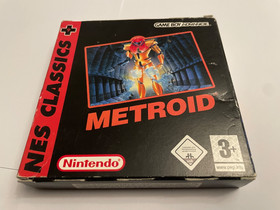 GAME BOY ADVANCE
NES CLASSICS
METROID
Nintendo
3+